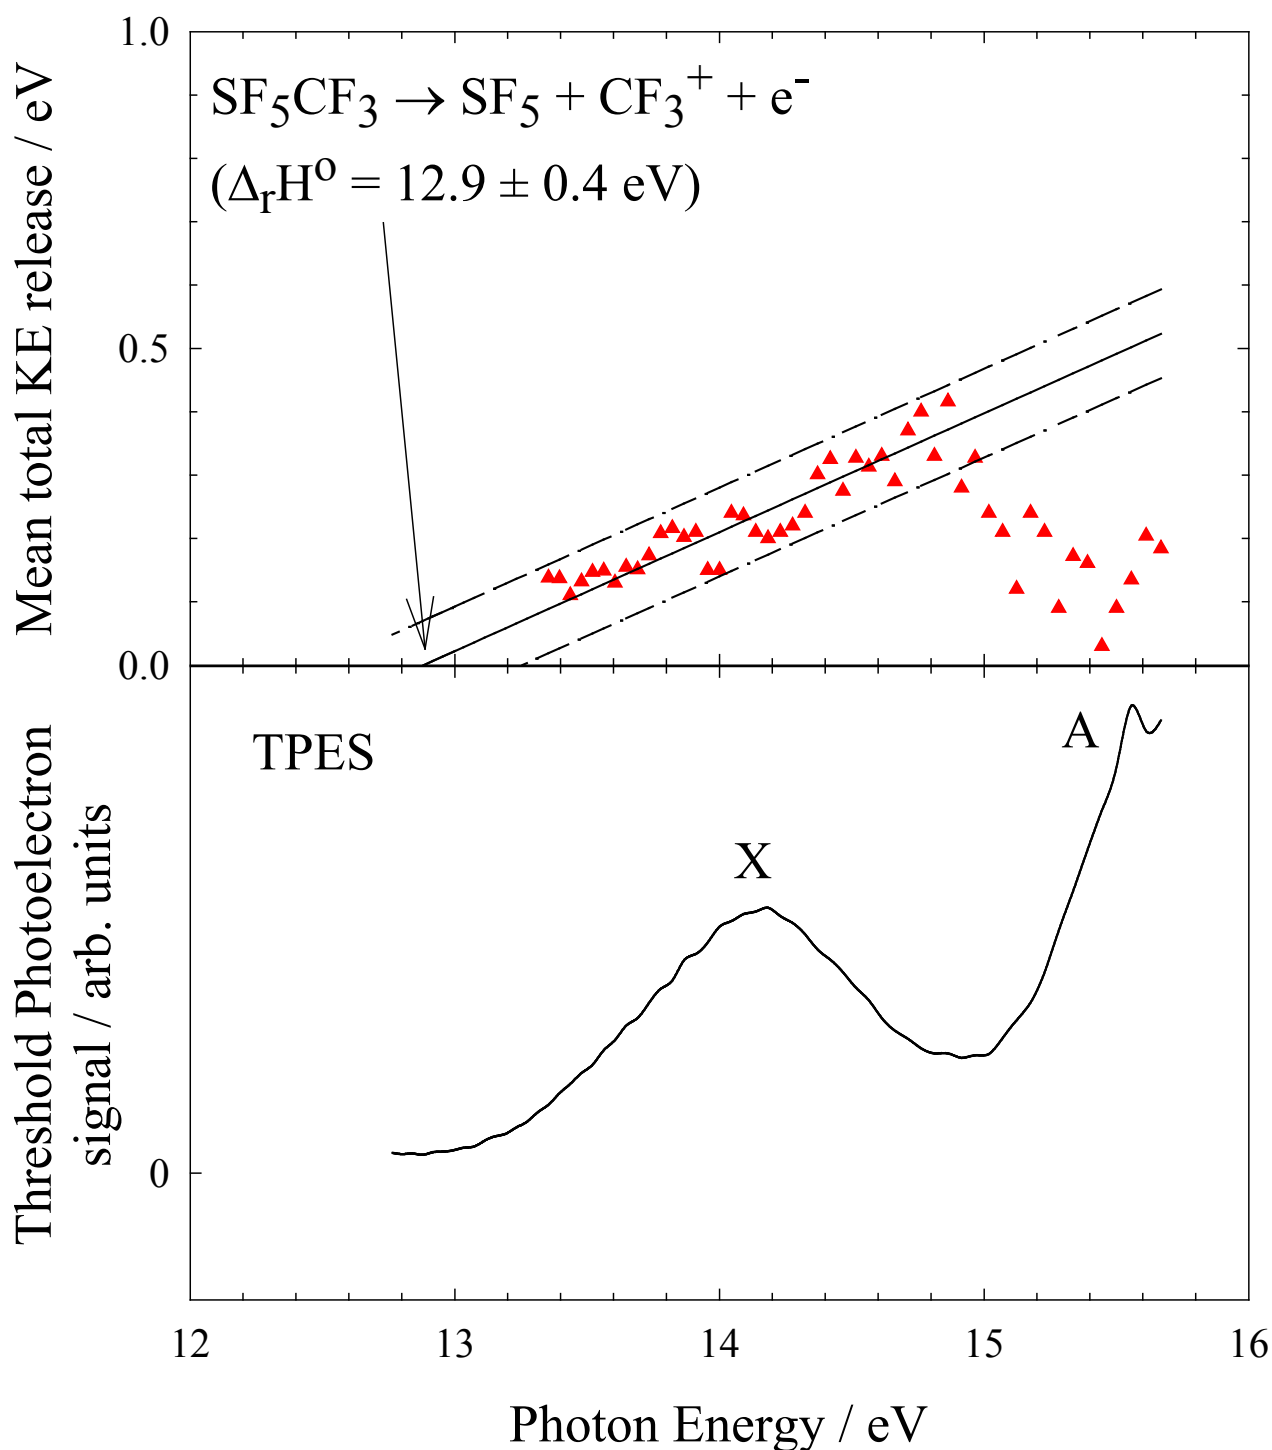 1.0
SF5CF3 → SF5 + CF3+ + e-
(ΔrHo = 12.9 ± 0.4 eV)
Mean total KE release / eV
0.5
0.0
TPES
A
X
Threshold Photoelectron
signal / arb. units
0
12 13 14 15 16
Photon Energy / eV